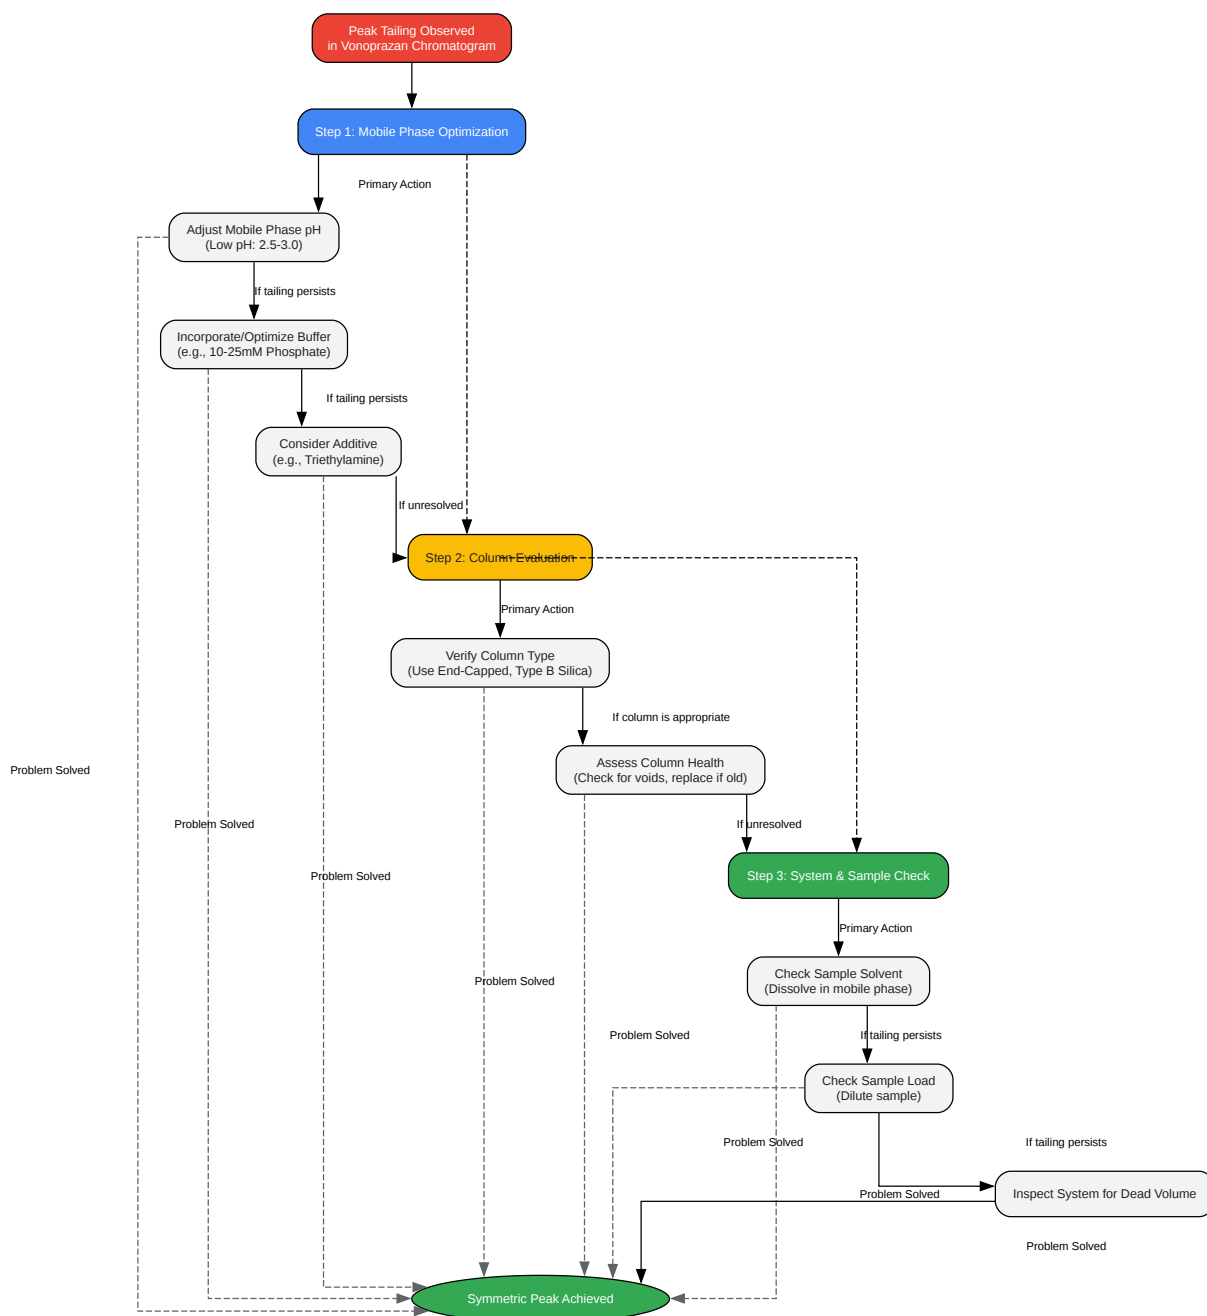 Peak Tailing Observed
in Vonoprazan Chromatogram
Step 1: Mobile Phase Optimization
Primary Action
Adjust Mobile Phase pH
(Low pH: 2.5-3.0)
If tailing persists
Incorporate/Optimize Buffer
(e.g., 10-25mM Phosphate)
If tailing persists
Consider Additive
(e.g., Triethylamine)
If unresolved
Step 2: Column Evaluation
Primary Action
Verify Column Type
(Use End-Capped, Type B Silica)
If column is appropriate
Assess Column Health
(Check for voids, replace if old)
Problem Solved
Problem Solved
If unresolved
Step 3: System & Sample Check
Problem Solved
Primary Action
Check Sample Solvent
(Dissolve in mobile phase)
Problem Solved
Problem Solved
If tailing persists
Check Sample Load
(Dilute sample)
Problem Solved
If tailing persists
Problem Solved
Inspect System for Dead Volume
Problem Solved
Symmetric Peak Achieved